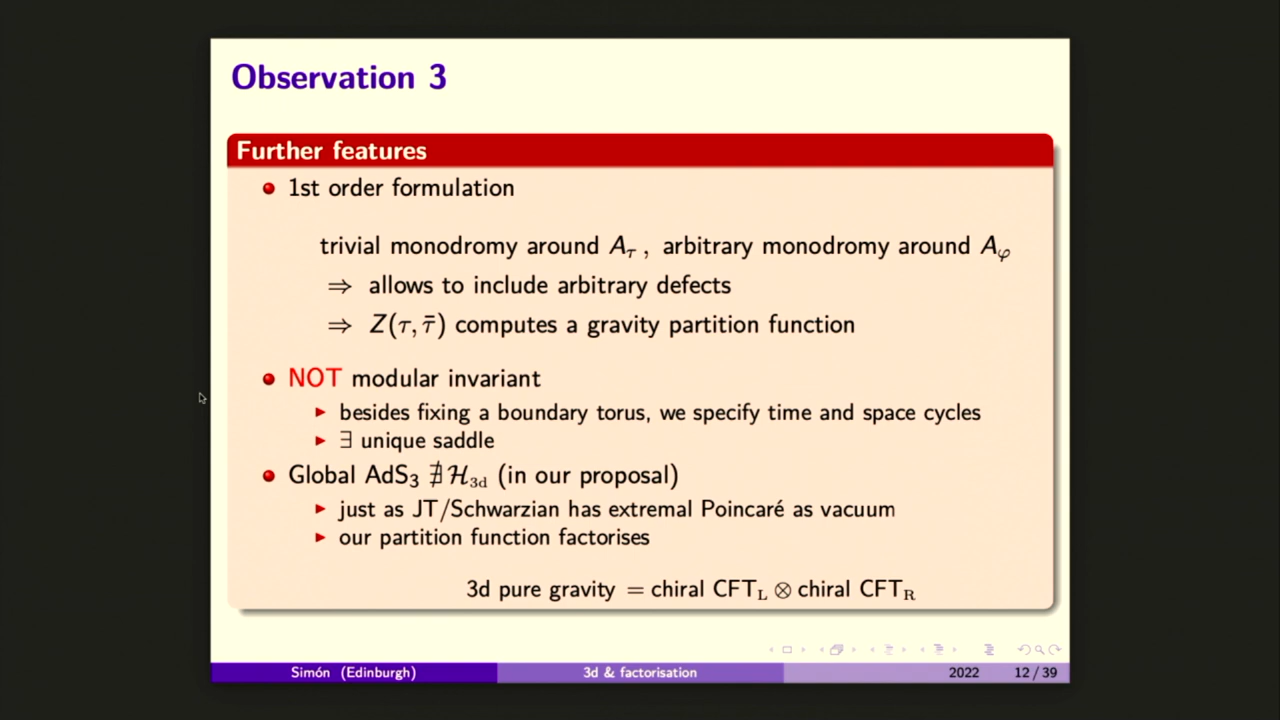 Observation 3
Further features
1st order formulation
trivial monodromy around A_τ , arbitrary monodromy around A_φ
⇒ allows to include arbitrary defects
⇒ Z(τ, τ̄) computes a gravity partition function
NOT modular invariant
besides fixing a boundary torus, we specify time and space cycles
∃ unique saddle
Global AdS₃ ∄ ℋ_3d (in our proposal)
just as JT/Schwarzian has extremal Poincaré as vacuum
our partition function factorises
3d pure gravity = chiral CFT_L ⊗ chiral CFT_R
Simón (Edinburgh) 3d & factorisation 2022 12 / 39